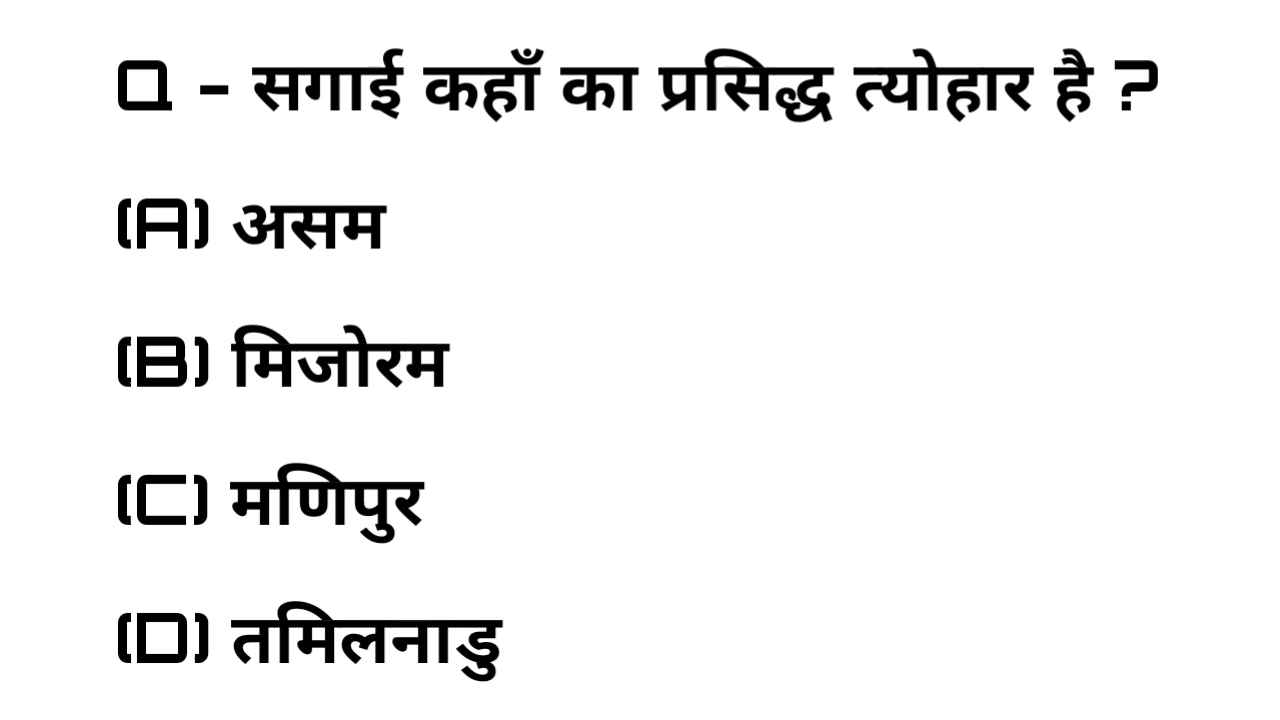 Q - सगाई कहाँ का प्रसिद्ध त्योहार है ?
(A) असम
(B) मिजोरम
(C) मणिपुर
(D) तमिलनाडु